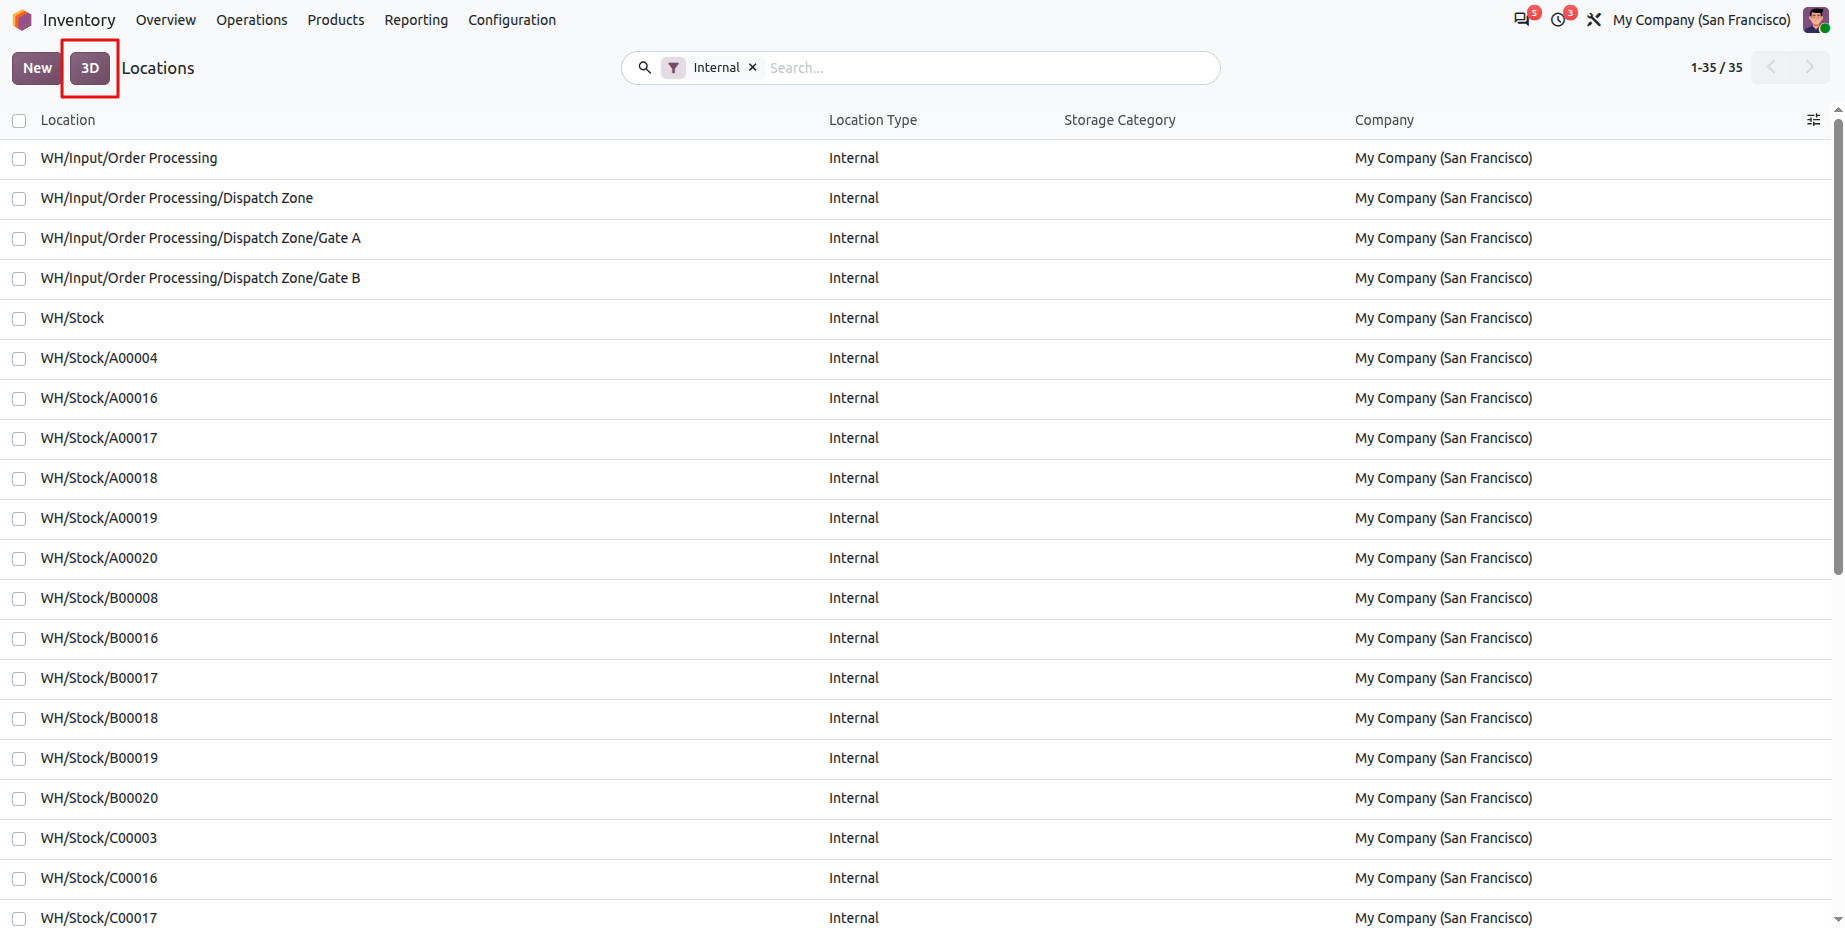 Inventory Overview Operations Products Reporting Configuration 5 3 My Company (San Francisco)
New 3D Locations Internal × Search... 1-35 / 35
Location Location Type Storage Category Company
WH/Input/Order Processing Internal My Company (San Francisco)
WH/Input/Order Processing/Dispatch Zone Internal My Company (San Francisco)
WH/Input/Order Processing/Dispatch Zone/Gate A Internal My Company (San Francisco)
WH/Input/Order Processing/Dispatch Zone/Gate B Internal My Company (San Francisco)
WH/Stock Internal My Company (San Francisco)
WH/Stock/A00004 Internal My Company (San Francisco)
WH/Stock/A00016 Internal My Company (San Francisco)
WH/Stock/A00017 Internal My Company (San Francisco)
WH/Stock/A00018 Internal My Company (San Francisco)
WH/Stock/A00019 Internal My Company (San Francisco)
WH/Stock/A00020 Internal My Company (San Francisco)
WH/Stock/B00008 Internal My Company (San Francisco)
WH/Stock/B00016 Internal My Company (San Francisco)
WH/Stock/B00017 Internal My Company (San Francisco)
WH/Stock/B00018 Internal My Company (San Francisco)
WH/Stock/B00019 Internal My Company (San Francisco)
WH/Stock/B00020 Internal My Company (San Francisco)
WH/Stock/C00003 Internal My Company (San Francisco)
WH/Stock/C00016 Internal My Company (San Francisco)
WH/Stock/C00017 Internal My Company (San Francisco)